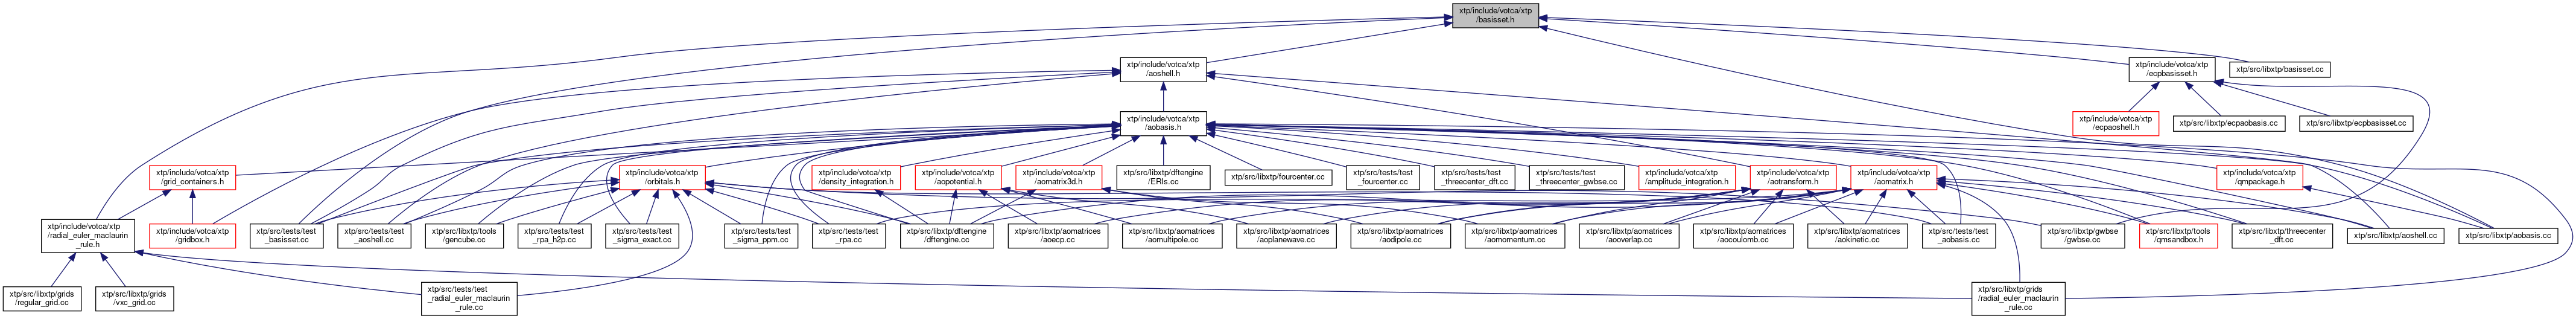 xtp/include/votca/xtp
/basisset.h
xtp/include/votca/xtp
/aoshell.h
xtp/include/votca/xtp
/ecpbasisset.h
xtp/src/libxtp/basisset.cc
xtp/include/votca/xtp
/aobasis.h
xtp/include/votca/xtp
/ecpaoshell.h
xtp/src/libxtp/ecpaobasis.cc
xtp/src/libxtp/ecpbasisset.cc
xtp/include/votca/xtp
/grid_containers.h
xtp/include/votca/xtp
/orbitals.h
xtp/include/votca/xtp
/density_integration.h
xtp/include/votca/xtp
/aopotential.h
xtp/include/votca/xtp
/aomatrix3d.h
xtp/src/libxtp/dftengine
/ERIs.cc
xtp/src/libxtp/fourcenter.cc
xtp/src/tests/test
_fourcenter.cc
xtp/src/tests/test
_threecenter_dft.cc
xtp/src/tests/test
_threecenter_gwbse.cc
xtp/include/votca/xtp
/amplitude_integration.h
xtp/include/votca/xtp
/aotransform.h
xtp/include/votca/xtp
/aomatrix.h
xtp/include/votca/xtp
/qmpackage.h
xtp/include/votca/xtp
/radial_euler_maclaurin
_rule.h
xtp/include/votca/xtp
/gridbox.h
xtp/src/tests/test
_basisset.cc
xtp/src/tests/test
_aoshell.cc
xtp/src/libxtp/tools
/gencube.cc
xtp/src/tests/test
_rpa_h2p.cc
xtp/src/tests/test
_sigma_exact.cc
xtp/src/tests/test
_sigma_ppm.cc
xtp/src/tests/test
_rpa.cc
xtp/src/libxtp/dftengine
/dftengine.cc
xtp/src/libxtp/aomatrices
/aoecp.cc
xtp/src/libxtp/aomatrices
/aomultipole.cc
xtp/src/libxtp/aomatrices
/aoplanewave.cc
xtp/src/libxtp/aomatrices
/aodipole.cc
xtp/src/libxtp/aomatrices
/aomomentum.cc
xtp/src/libxtp/aomatrices
/aooverlap.cc
xtp/src/libxtp/aomatrices
/aocoulomb.cc
xtp/src/libxtp/aomatrices
/aokinetic.cc
xtp/src/tests/test
_aobasis.cc
xtp/src/libxtp/gwbse
/gwbse.cc
xtp/src/libxtp/tools
/qmsandbox.h
xtp/src/libxtp/threecenter
_dft.cc
xtp/src/libxtp/aoshell.cc
xtp/src/libxtp/aobasis.cc
xtp/src/libxtp/grids
/regular_grid.cc
xtp/src/libxtp/grids
/vxc_grid.cc
xtp/src/tests/test
_radial_euler_maclaurin
_rule.cc
xtp/src/libxtp/grids
/radial_euler_maclaurin
_rule.cc